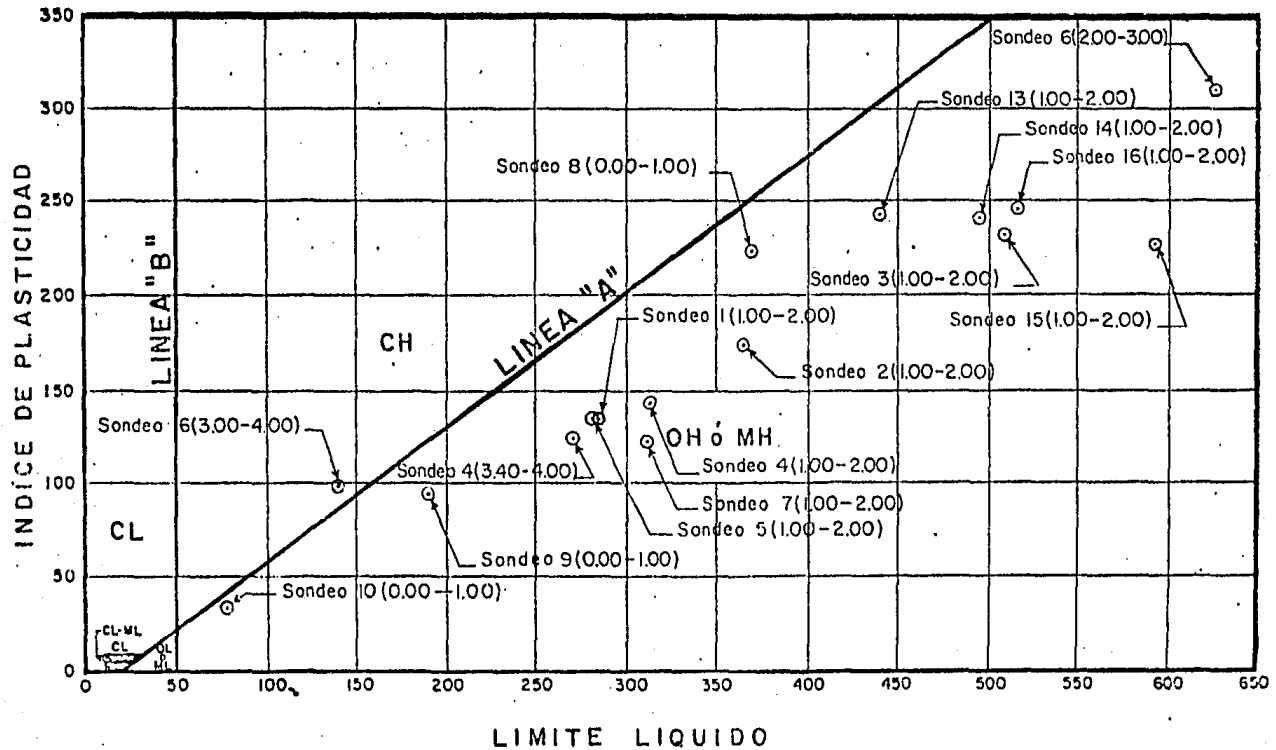 350
300
250
200
150
100
50
0
INDICE DE PLASTICIDAD
LINEA "B"
LINEA "A"
CH
CL
OH ó MH
CL-ML
CL
OL
ó
ML
Sondeo 6(2.00-3.00)
Sondeo 13(1.00-2.00)
Sondeo 14(1.00-2.00)
Sondeo 16(1.00-2.00)
Sondeo 8(0.00-1.00)
Sondeo 3(1.00-2.00)
Sondeo 15(1.00-2.00)
Sondeo 1(1.00-2.00)
Sondeo 2(1.00-2.00)
Sondeo 6(3.00-4.00)
Sondeo 4(3.40-4.00)
Sondeo 4(1.00-2.00)
Sondeo 7(1.00-2.00)
Sondeo 5(1.00-2.00)
Sondeo 9(0.00-1.00)
Sondeo 10(0.00-1.00)
0 50 100 150 200 250 300 350 400 450 500 550 600 650
LIMITE LIQUIDO